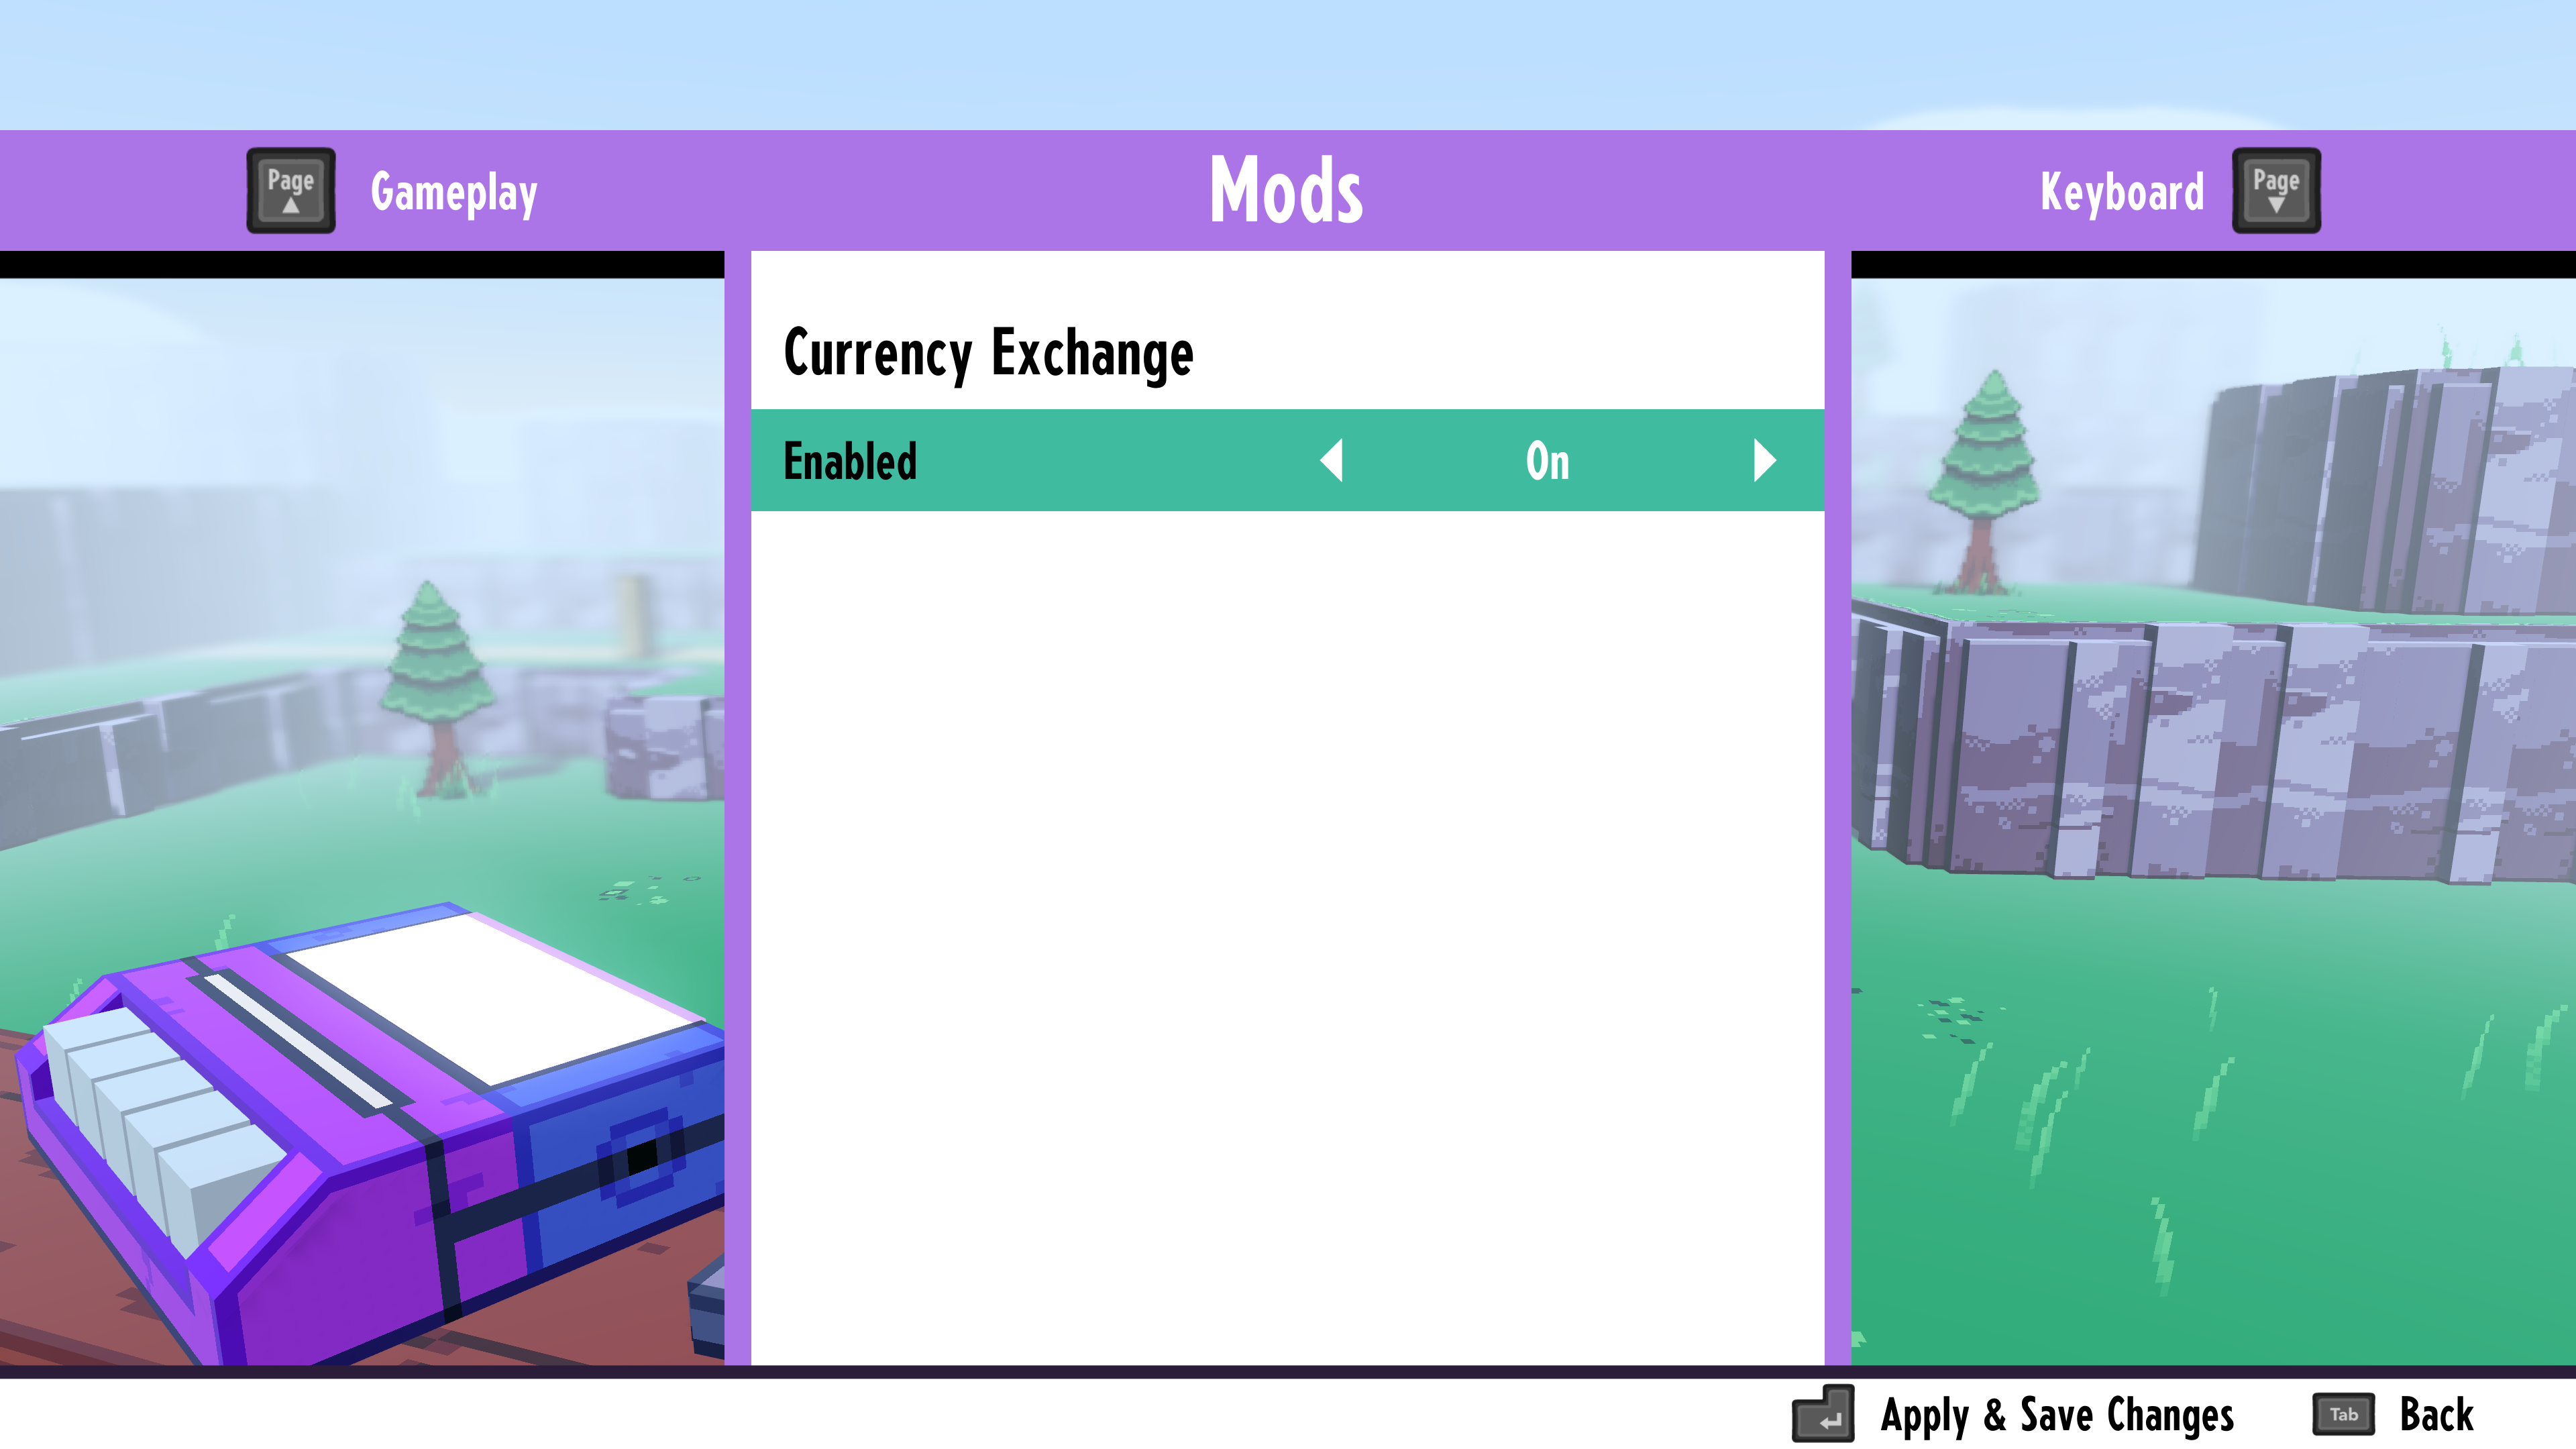 Page
Gameplay
Mods
Keyboard
Page
Currency Exchange
Enabled
On
Apply & Save Changes
Tab
Back